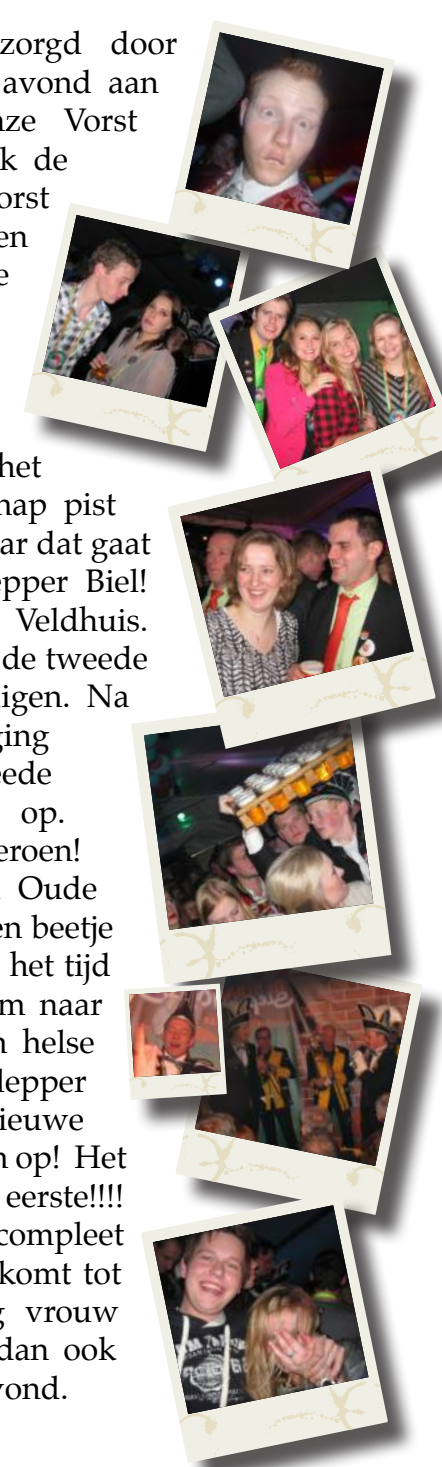 zorgd door
avond aan
nze Vorst
k de
orst
en
e
het
nap pist
ar dat gaat
epper Biel!
Veldhuis.
de tweede
igen. Na
ging
eede
op.
eroen!
Oude
en beetje
het tijd
m naar
n helse
lepper
ieuwe
n op! Het
eerste!!!!
compleet
komt tot
g vrouw
dan ook
vond.